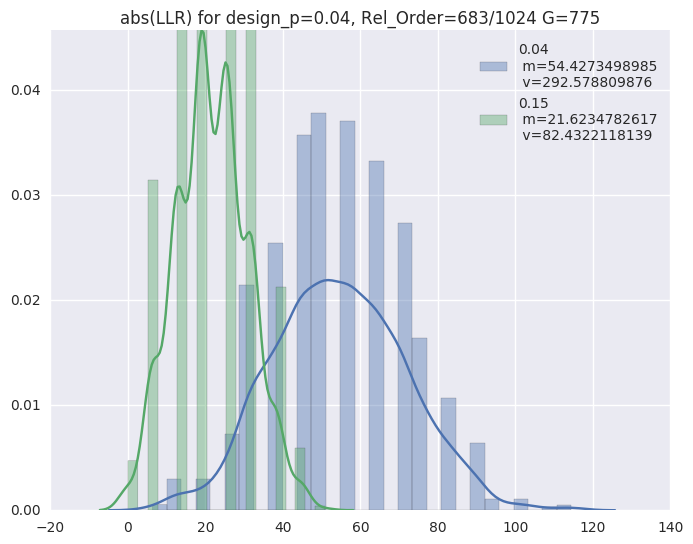 abs(LLR) for design_p=0.04, Rel_Order=683/1024 G=775
0.04
m=54.4273498985
v=292.578809876
0.15
m=21.6234782617
v=82.4322118139
0.04
0.03
0.02
0.01
0.00
-20 0 20 40 60 80 100 120 140